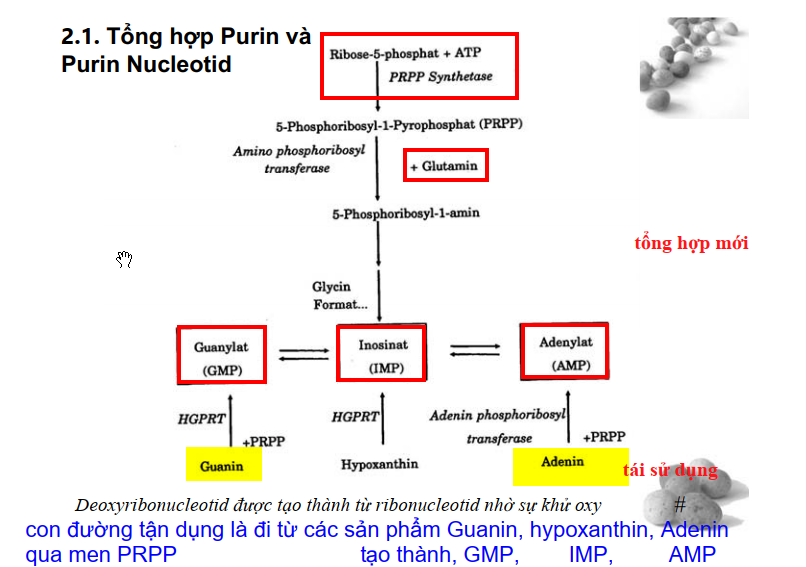 2.1. Tổng hợp Purin và
Purin Nucleotid
Ribose-5-phosphat + ATP
PRPP Synthetase
5-Phosphoribosyl-1-Pyrophosphat (PRPP)
Amino phosphoribosyl
transferase
+ Glutamin
5-Phosphoribosyl-1-amin
tổng hợp mới
Glycin
Format...
Guanylat
(GMP)
Inosinat
(IMP)
Adenylat
(AMP)
HGPRT
+PRPP
HGPRT
Adenin phosphoribosyl
transferase
+PRPP
Guanin
Hypoxanthin
Adenin
tái sử dụng
Deoxyribonucleotid được tạo thành từ ribonucleotid nhờ sự khử oxy #
con đường tận dụng là đi từ các sản phẩm Guanin, hypoxanthin, Adenin
qua men PRPP tạo thành, GMP, IMP, AMP